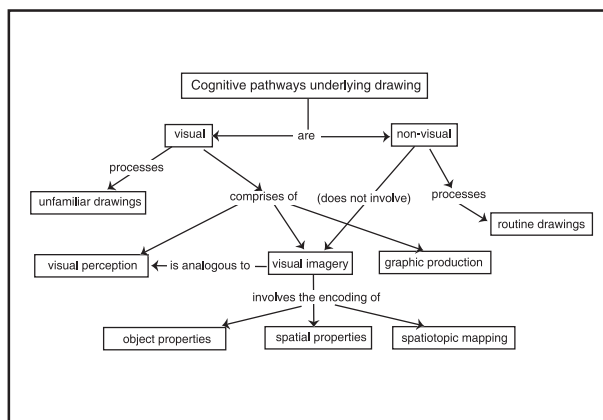 Cognitive pathways underlying drawing
visual
are
non-visual
processes
unfamiliar drawings
comprises of
(does not involve)
processes
routine drawings
visual perception
is analogous to
visual imagery
graphic production
involves the encoding of
object properties
spatial properties
spatiotopic mapping